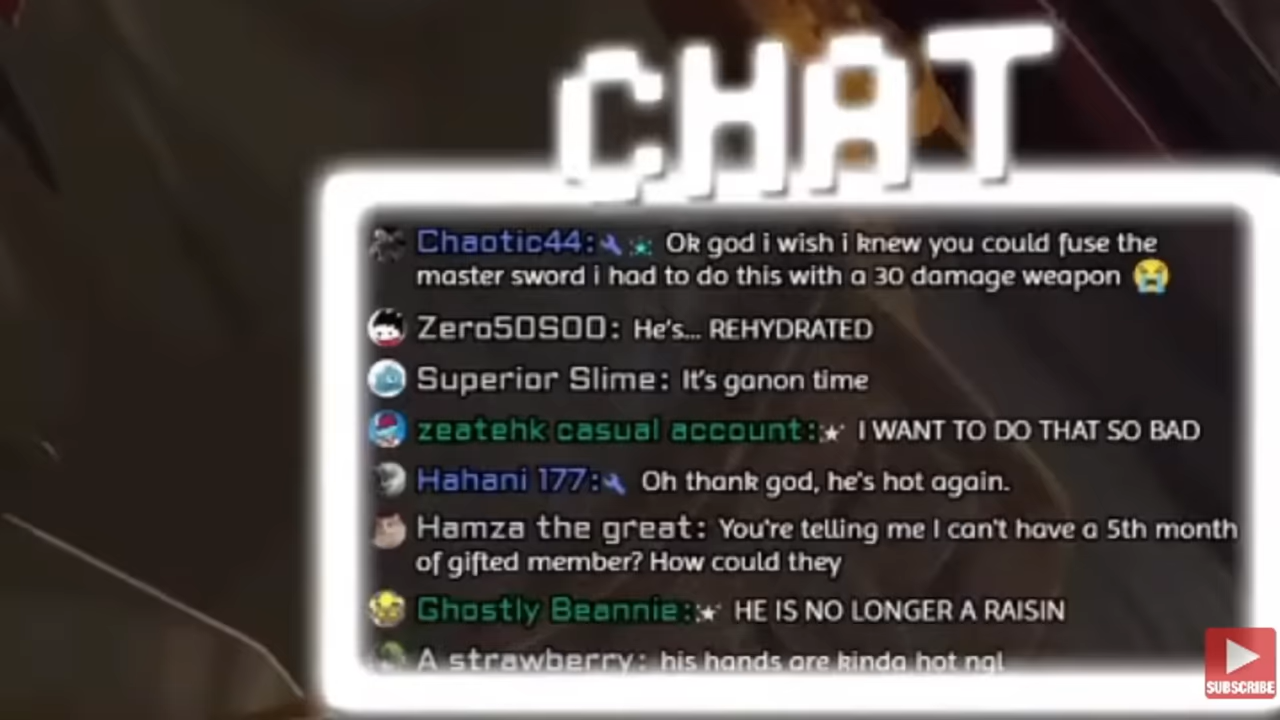 CHAT
Chaotic44: Ok god i wish i knew you could fuse the
master sword i had to do this with a 30 damage weapon 😭
Zero50SOO: He's... REHYDRATED
Superior Slime: It's ganon time
zeatehk casual account: I WANT TO DO THAT SO BAD
Hahani 177: Oh thank god, he's hot again.
Hamza the great: You're telling me I can't have a 5th month
of gifted member? How could they
Ghostly Beannie: HE IS NO LONGER A RAISIN
A strawberry: his hands are kinda hot ngl
SUBSCRIBE